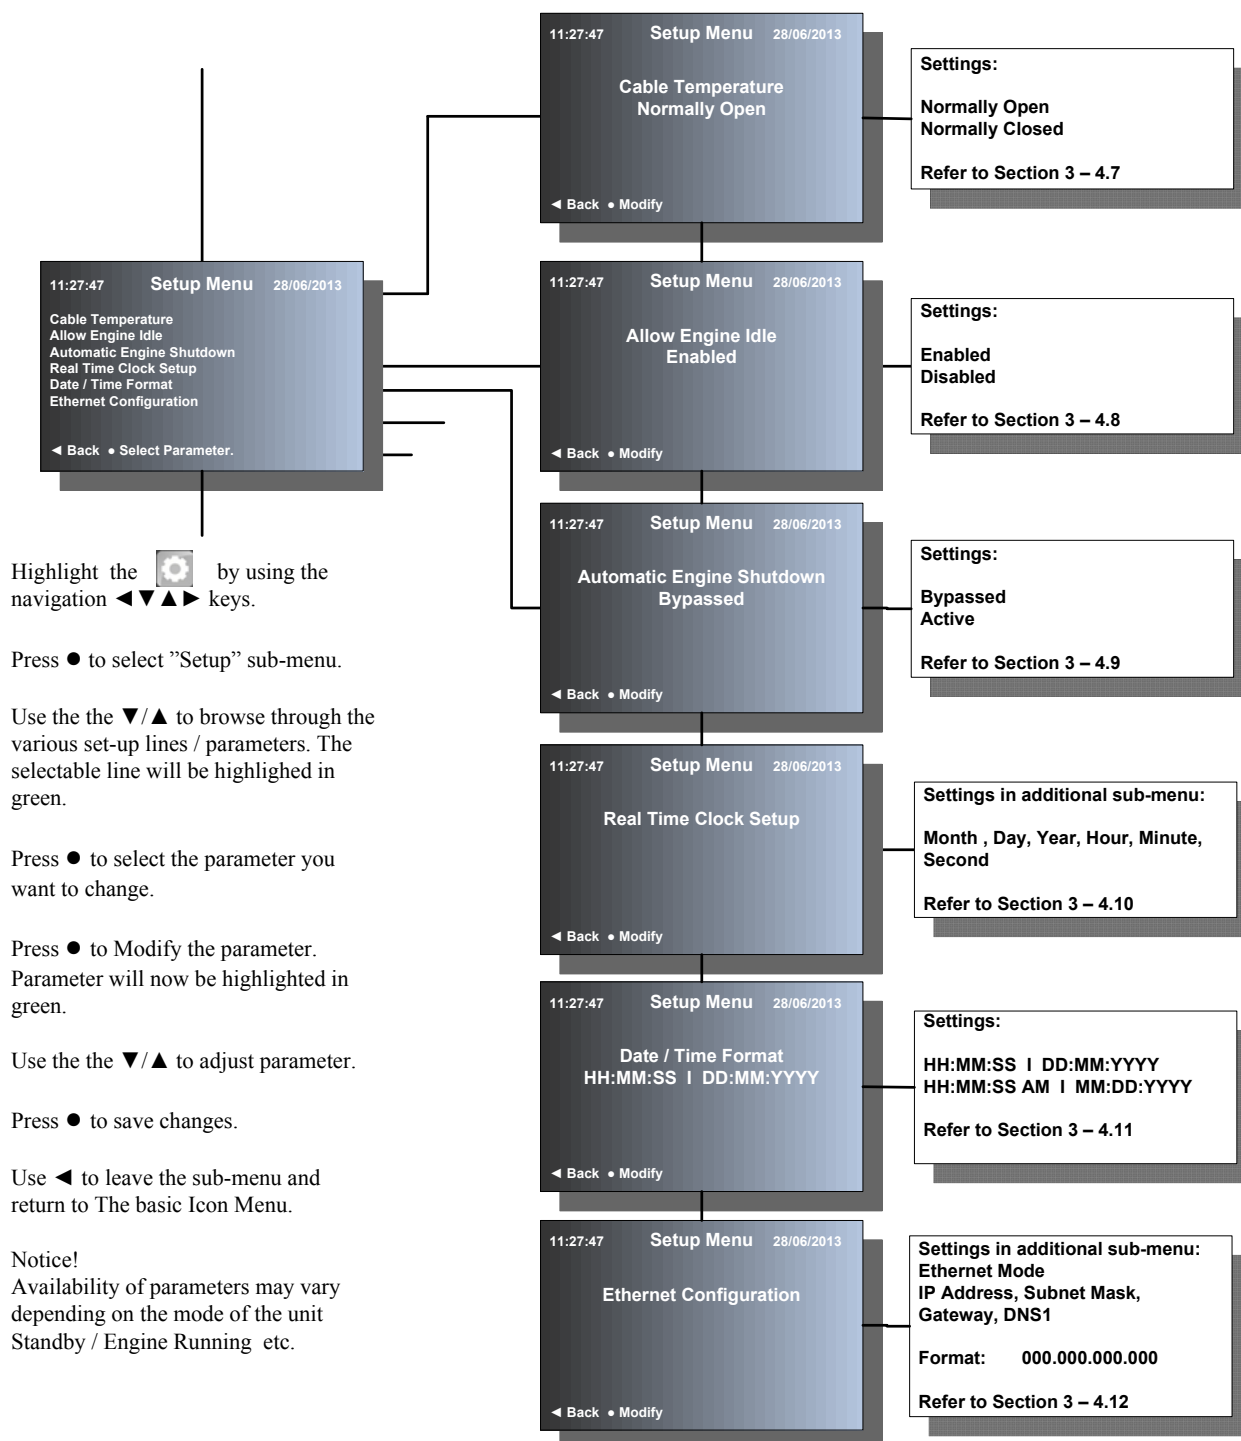 11:27:47 Setup Menu 28/06/2013
Cable Temperature
Normally Open
◄ Back ● Modify
Settings:
Normally Open
Normally Closed
Refer to Section 3 – 4.7
11:27:47 Setup Menu 28/06/2013
Cable Temperature
Allow Engine Idle
Automatic Engine Shutdown
Real Time Clock Setup
Date / Time Format
Ethernet Configuration
◄ Back ● Select Parameter.
11:27:47 Setup Menu 28/06/2013
Allow Engine Idle
Enabled
◄ Back ● Modify
Settings:
Enabled
Disabled
Refer to Section 3 – 4.8
11:27:47 Setup Menu 28/06/2013
Automatic Engine Shutdown
Bypassed
◄ Back ● Modify
Settings:
Bypassed
Active
Refer to Section 3 – 4.9
11:27:47 Setup Menu 28/06/2013
Real Time Clock Setup
◄ Back ● Modify
Settings in additional sub-menu:
Month , Day, Year, Hour, Minute,
Second
Refer to Section 3 – 4.10
11:27:47 Setup Menu 28/06/2013
Date / Time Format
HH:MM:SS I DD:MM:YYYY
◄ Back ● Modify
Settings:
HH:MM:SS I DD:MM:YYYY
HH:MM:SS AM I MM:DD:YYYY
Refer to Section 3 – 4.11
11:27:47 Setup Menu 28/06/2013
Ethernet Configuration
◄ Back ● Modify
Settings in additional sub-menu:
Ethernet Mode
IP Address, Subnet Mask,
Gateway, DNS1
Format: 000.000.000.000
Refer to Section 3 – 4.12
Highlight the by using the
navigation ◄▼▲► keys.
Press ● to select ”Setup” sub-menu.
Use the the ▼/▲ to browse through the
various set-up lines / parameters. The
selectable line will be highlighed in
green.
Press ● to select the parameter you
want to change.
Press ● to Modify the parameter.
Parameter will now be highlighted in
green.
Use the the ▼/▲ to adjust parameter.
Press ● to save changes.
Use ◄ to leave the sub-menu and
return to The basic Icon Menu.
Notice!
Availability of parameters may vary
depending on the mode of the unit
Standby / Engine Running etc.